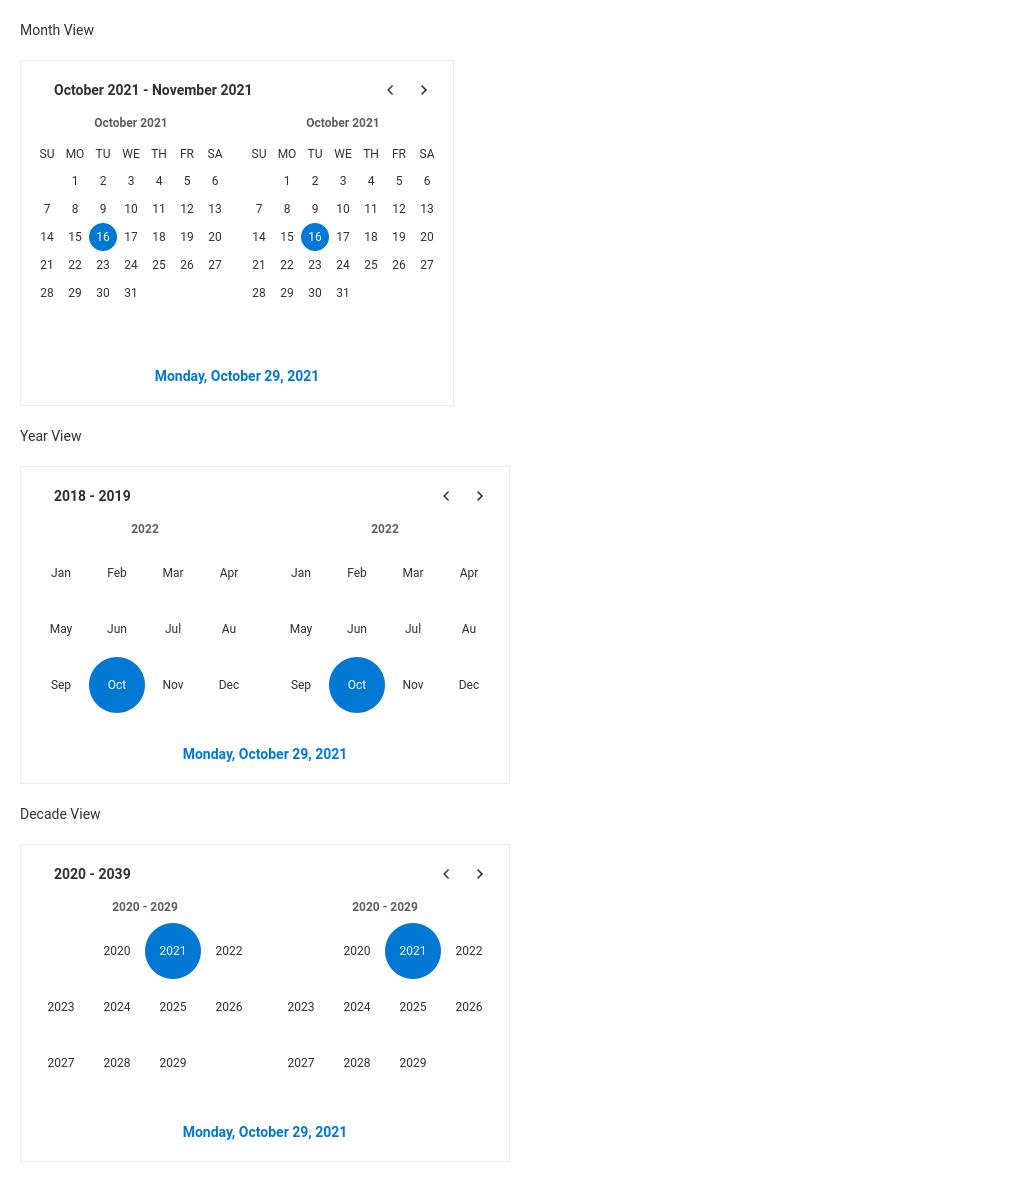 Month View
October 2021 - November 2021
October 2021 October 2021
SU MO TU WE TH FR SA SU MO TU WE TH FR SA
1 2 3 4 5 6 1 2 3 4 5 6
7 8 9 10 11 12 13 7 8 9 10 11 12 13
14 15 16 17 18 19 20 14 15 16 17 18 19 20
21 22 23 24 25 26 27 21 22 23 24 25 26 27
28 29 30 31 28 29 30 31
Monday, October 29, 2021
Year View
2018 - 2019
2022 2022
Jan Feb Mar Apr Jan Feb Mar Apr
May Jun Jul Au May Jun Jul Au
Sep Oct Nov Dec Sep Oct Nov Dec
Monday, October 29, 2021
Decade View
2020 - 2039
2020 - 2029 2020 - 2029
2020 2021 2022 2020 2021 2022
2023 2024 2025 2026 2023 2024 2025 2026
2027 2028 2029 2027 2028 2029
Monday, October 29, 2021